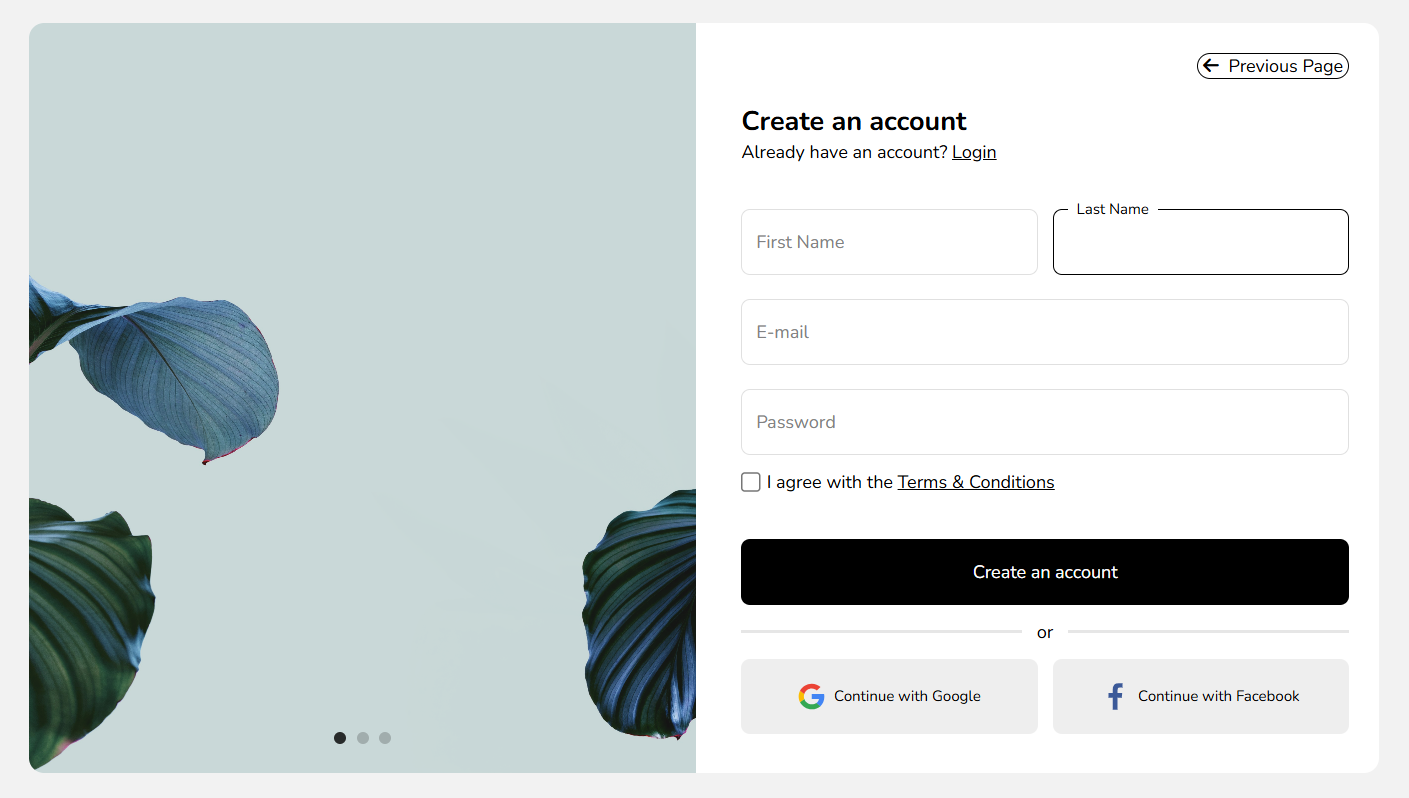 Previous Page
Create an account
Already have an account? Login
First Name
Last Name
E-mail
Password
I agree with the Terms & Conditions
Create an account
or
Continue with Google
Continue with Facebook